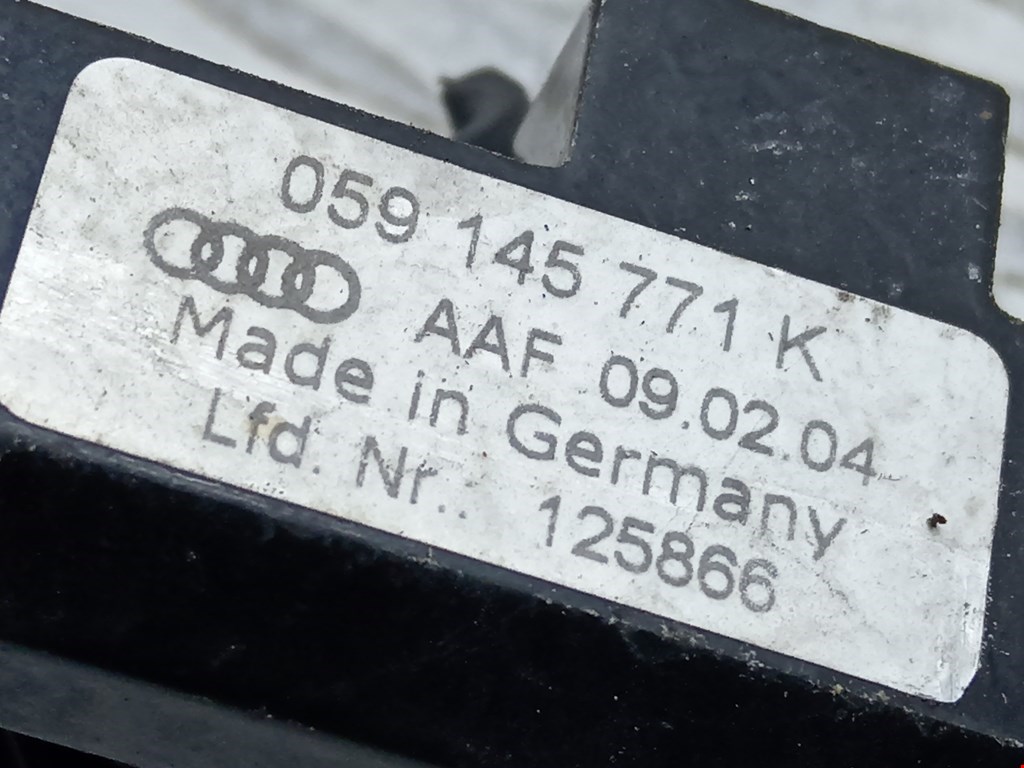 059 145 771 K
AAF 09.02.04
Made in Germany
Lfd. Nr.. 125866